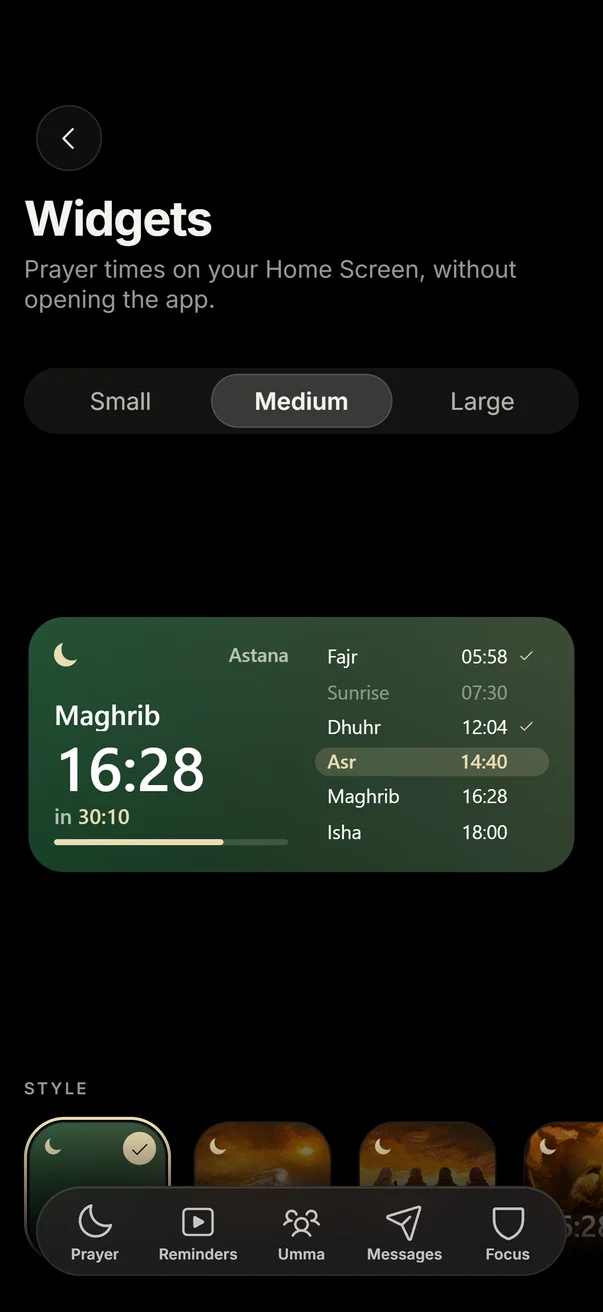 Widgets
Prayer times on your Home Screen, without
opening the app.
Small
Medium
Large
Astana
Maghrib
16:28
in 30:10
Fajr 05:58
Sunrise 07:30
Dhuhr 12:04
Asr 14:40
Maghrib 16:28
Isha 18:00
STYLE
Prayer
Reminders
Umma
Messages
Focus